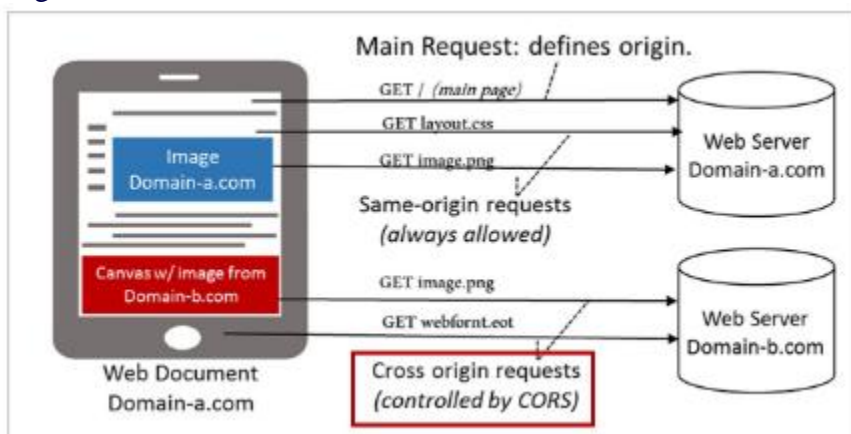 Main Request: defines origin.
GET / (main page)
GET layout.css
GET image.png
Image
Domain-a.com
Web Server
Domain-a.com
Same-origin requests
(always allowed)
Canvas w/ image from
Domain-b.com
GET image.png
GET webfornt.eot
Web Server
Domain-b.com
Cross origin requests
(controlled by CORS)
Web Document
Domain-a.com